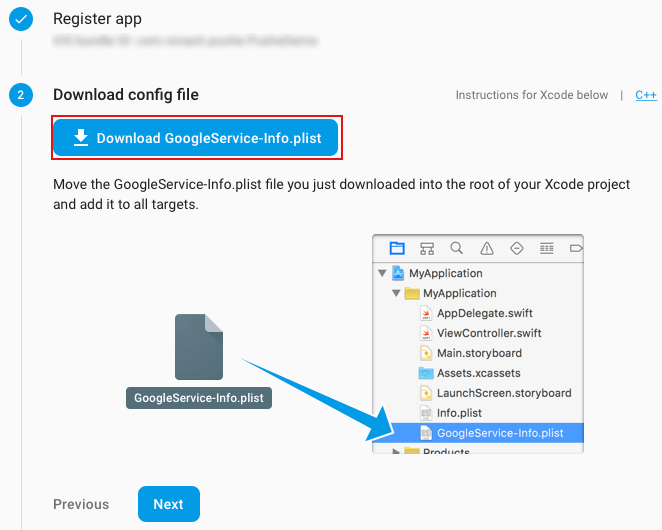 Register app
2
Download config file
Instructions for Xcode below | C++
Download GoogleService-Info.plist
Move the GoogleService-Info.plist file you just downloaded into the root of your Xcode project
and add it to all targets.
MyApplication
MyApplication
AppDelegate.swift
ViewController.swift
Main.storyboard
Assets.xcassets
LaunchScreen.storyboard
Info.plist
GoogleService-Info.plist
Products
GoogleService-Info.plist
Previous
Next